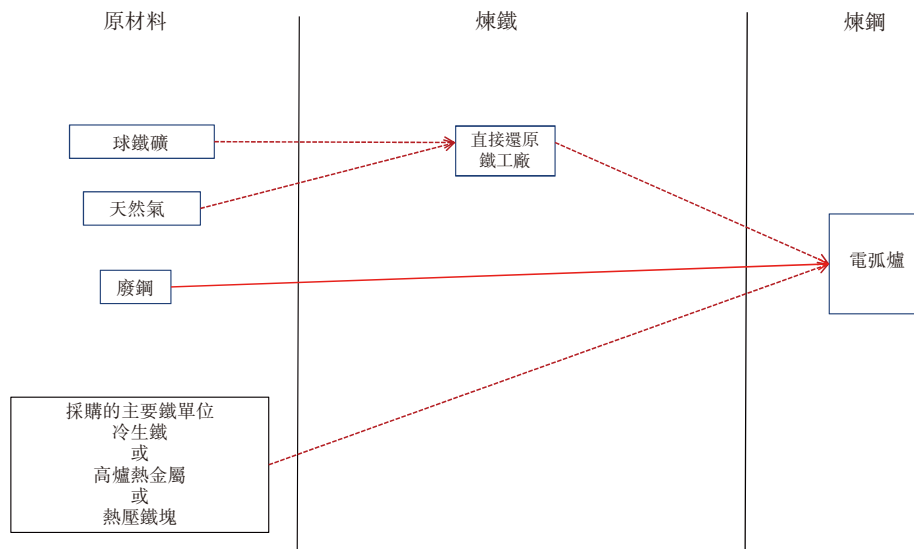 原材料
煉鐵
煉鋼
球鐵礦
直接還原
鐵工廠
天然氣
電弧爐
廢鋼
採購的主要鐵單位
冷生鐵
或
高爐熱金屬
或
熱壓鐵塊